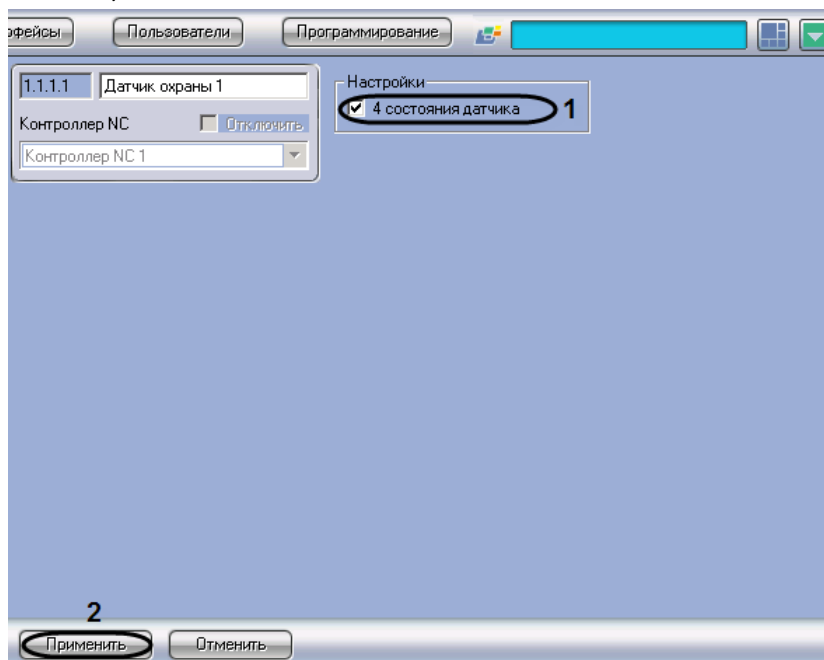 рфейсы Пользователи Программирование
1.1.1.1 Датчик охраны 1
Контроллер NC Отключить
Контроллер NC 1
Настройки
4 состояния датчика 1
2
Применить Отменить